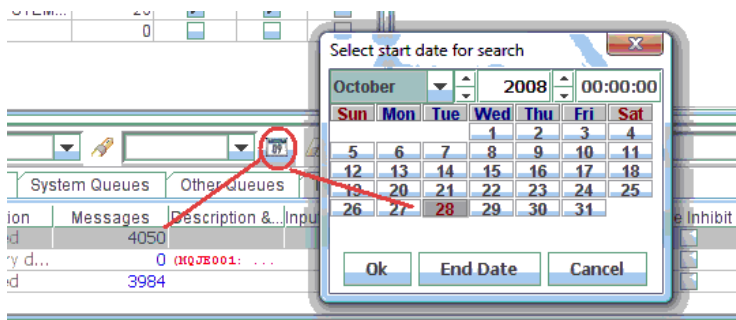 20
0
Select start date for search
October 2008 00:00:00
Sun Mon Tue Wed Thu Fri Sat
1 2 3 4
5 6 7 8 9 10 11
12 13 14 15 16 17 18
19 20 21 22 23 24 25
26 27 28 29 30 31
Ok End Date Cancel
09
System Queues Other Queues
ion Messages Description &... Inpu e Inhibit
ed 4050
ry d... 0 (MQJE001: ...
ed 3984